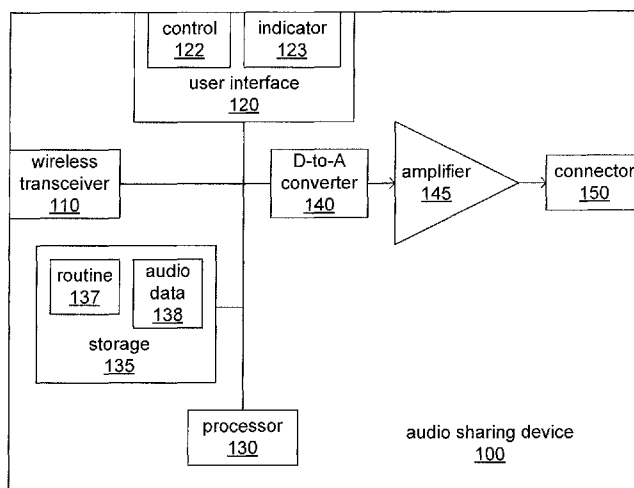 control
122
indicator
123
user interface
120
wireless
transceiver
110
D-to-A
converter
140
amplifier
145
connector
150
routine
137
audio
data
138
storage
135
processor
130
audio sharing device
100